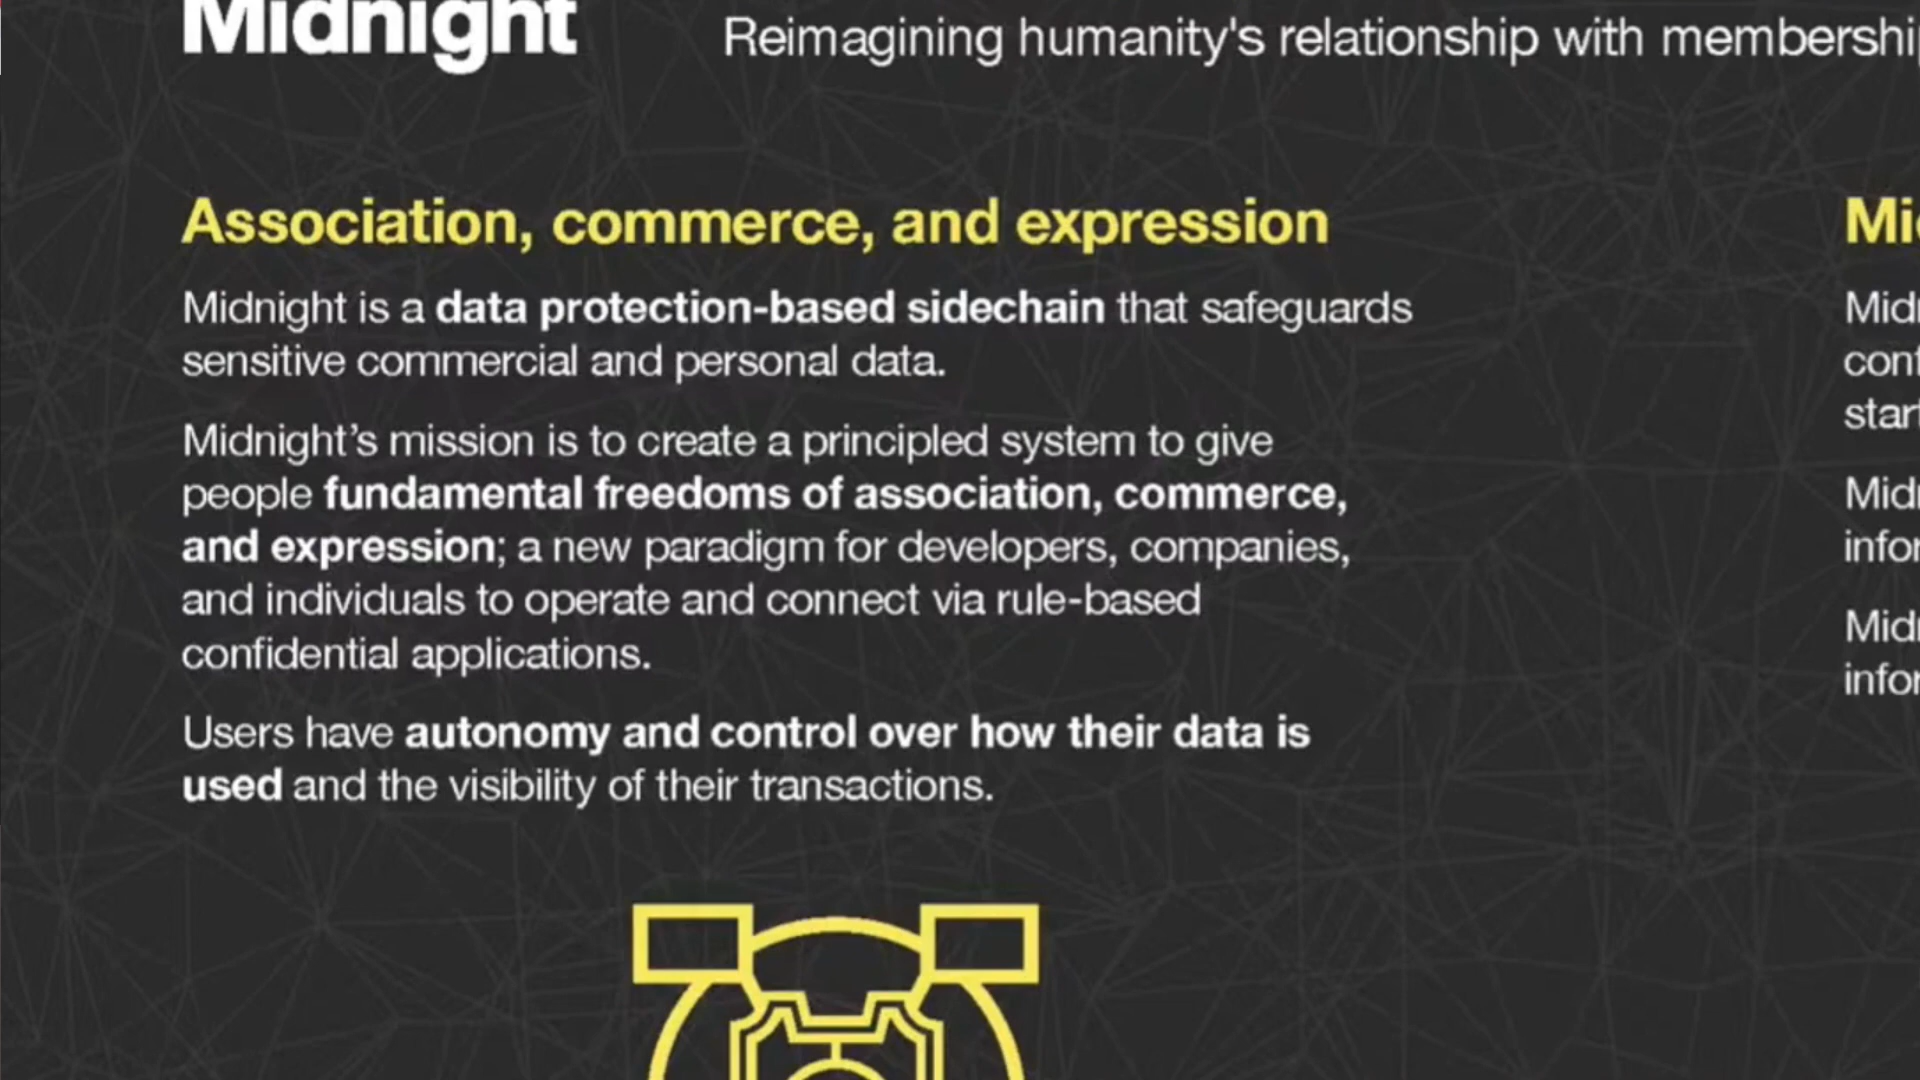 Midnight
Reimagining humanity's relationship with
Association, commerce, and expression
Midnight is a data protection-based sidechain that safeguards
sensitive commercial and personal data.
Midnight’s mission is to create a principled system to give
people fundamental freedoms of association, commerce,
and expression; a new paradigm for developers, companies,
and individuals to operate and connect via rule-based
confidential applications.
Users have autonomy and control over how their data is
used and the visibility of their transactions.